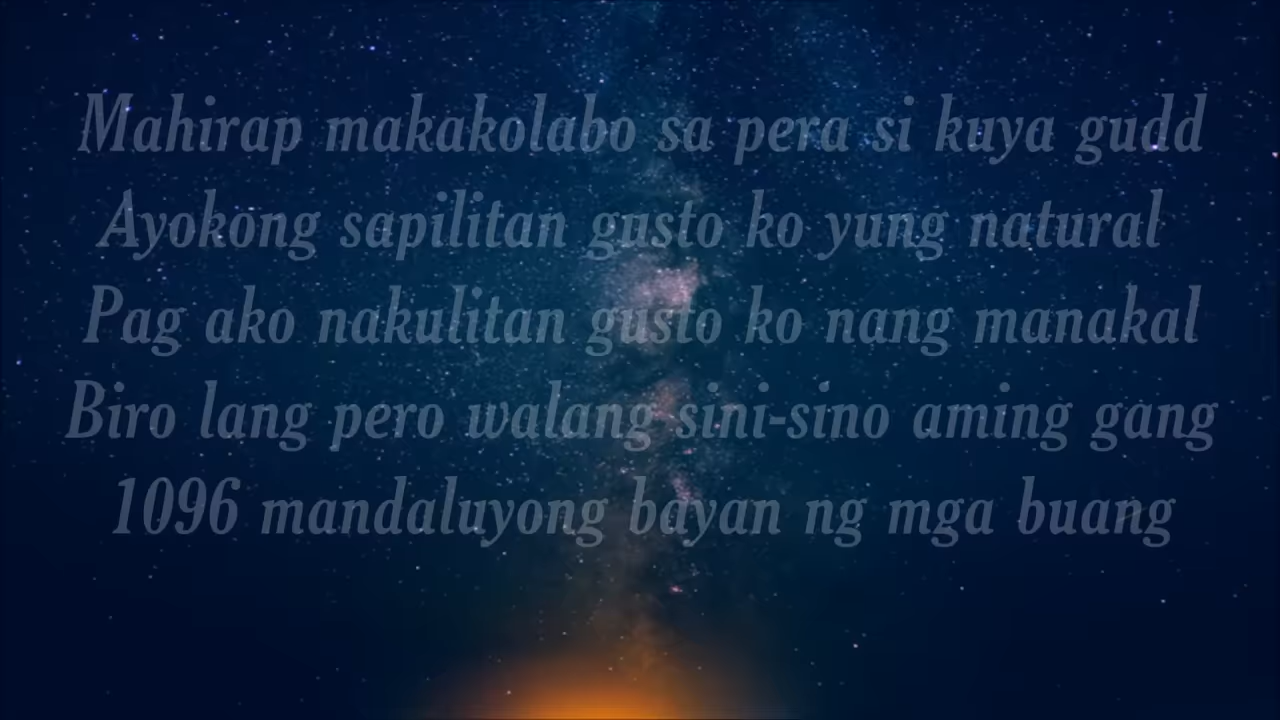 Mahirap makakolabo sa pera si kuya gudd
Ayokong sapilitan gusto ko yung natural
Pag ako nakulitan gusto ko nang manakal
Biro lang pero walang sini-sino aming gang
1096 mandaluyong bayan ng mga buang